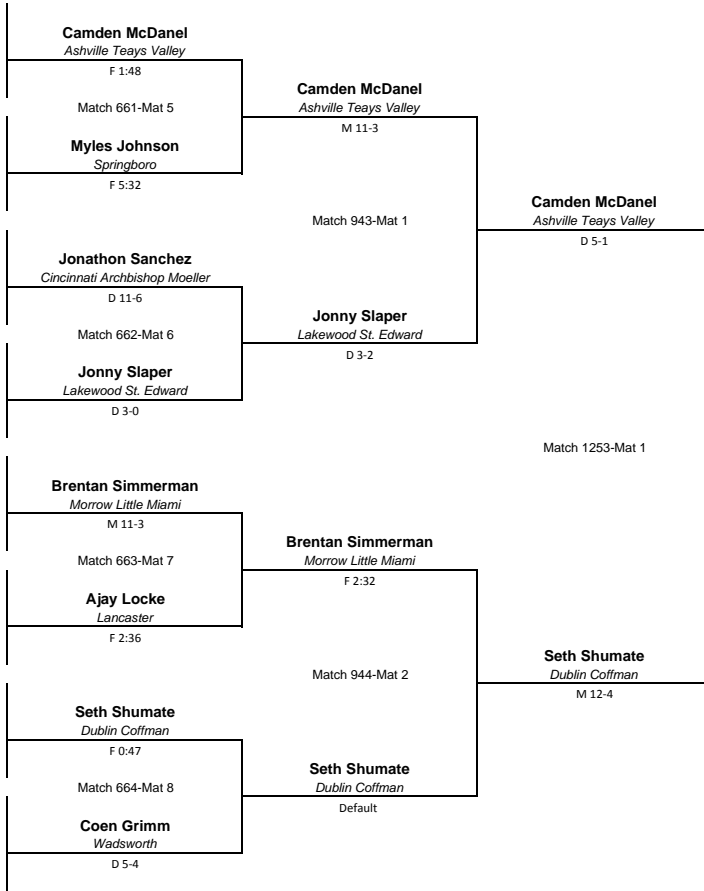 Camden McDanel
Ashville Teays Valley
F 1:48
Match 661-Mat 5
Myles Johnson
Springboro
F 5:32
Jonathon Sanchez
Cincinnati Archbishop Moeller
D 11-6
Match 662-Mat 6
Jonny Slaper
Lakewood St. Edward
D 3-0
Brentan Simmerman
Morrow Little Miami
M 11-3
Match 663-Mat 7
Ajay Locke
Lancaster
F 2:36
Seth Shumate
Dublin Coffman
F 0:47
Match 664-Mat 8
Coen Grimm
Wadsworth
D 5-4
Camden McDanel
Ashville Teays Valley
M 11-3
Match 943-Mat 1
Jonny Slaper
Lakewood St. Edward
D 3-2
Brentan Simmerman
Morrow Little Miami
F 2:32
Match 944-Mat 2
Seth Shumate
Dublin Coffman
Default
Camden McDanel
Ashville Teays Valley
D 5-1
Match 1253-Mat 1
Seth Shumate
Dublin Coffman
M 12-4